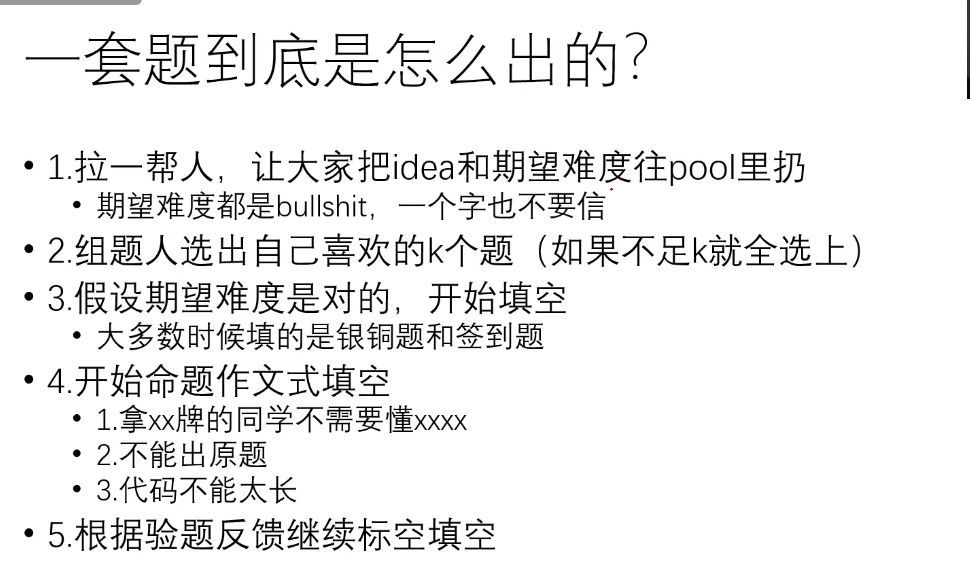 一套题到底是怎么出的?
• 1.拉一帮人，让大家把idea和期望难度往pool里扔
• 期望难度都是bullshit，一个字也不要信
• 2.组题人选出自己喜欢的k个题（如果不足k就全选上）
• 3.假设期望难度是对的，开始填空
• 大多数时候填的是银铜题和签到题
• 4.开始命题作文式填空
• 1.拿xx牌的同学不需要懂xxxx
• 2.不能出原题
• 3.代码不能太长
• 5.根据验题反馈继续标空填空